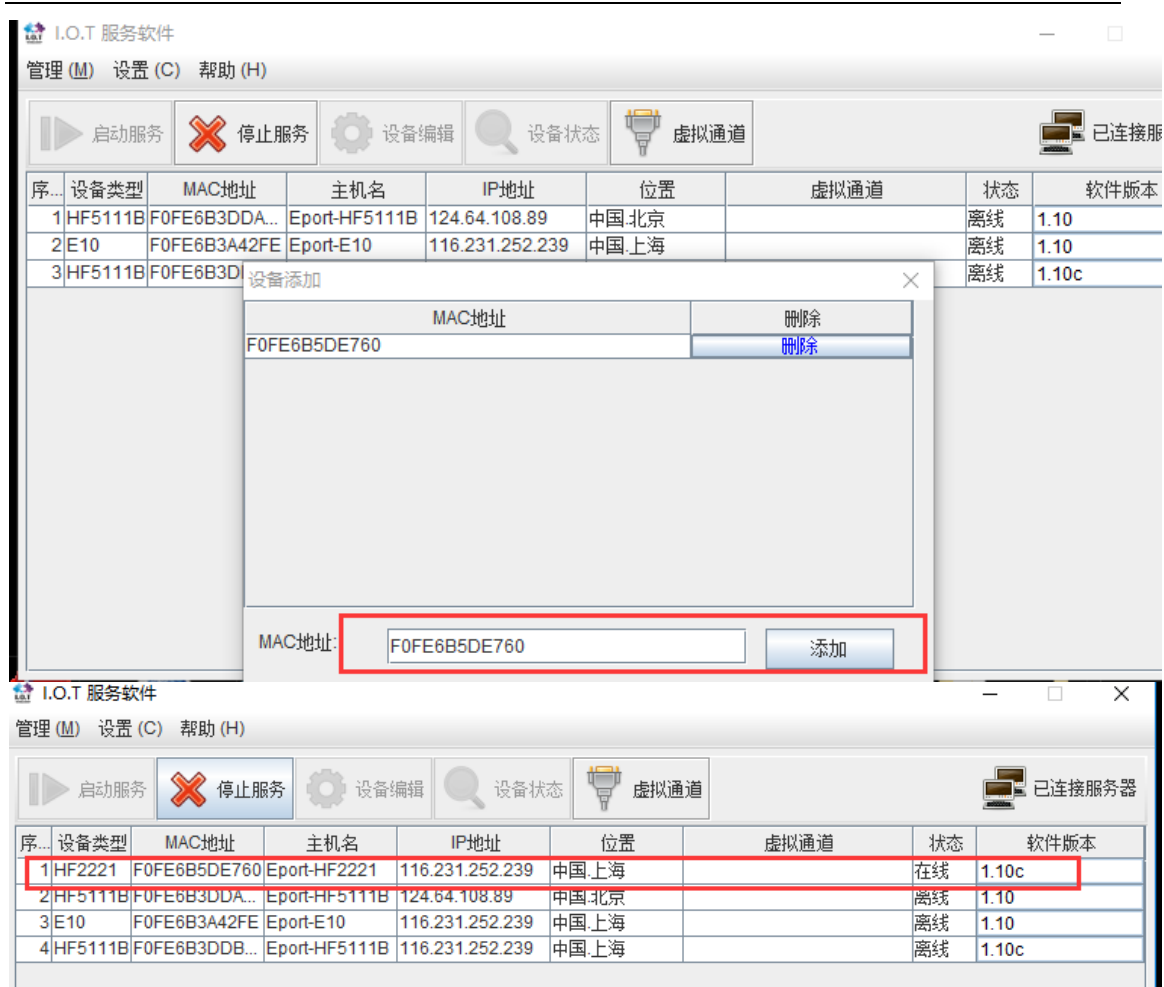 I.O.T 服务软件
管理 (M) 设置 (C) 帮助 (H)
启动服务 停止服务 设备编辑 设备状态 虚拟通道 已连接服
序... 设备类型 MAC地址 主机名 IP地址 位置 虚拟通道 状态 软件版本
1 HF5111B F0FE6B3DDA... Eport-HF5111B 124.64.108.89 中国.北京 离线 1.10
2 E10 F0FE6B3A42FE Eport-E10 116.231.252.239 中国.上海 离线 1.10
3 HF5111B F0FE6B3D 离线 1.10c
设备添加
MAC地址 删除
F0FE6B5DE760 删除
MAC地址: F0FE6B5DE760 添加
I.O.T 服务软件
管理 (M) 设置 (C) 帮助 (H)
启动服务 停止服务 设备编辑 设备状态 虚拟通道 已连接服务器
序... 设备类型 MAC地址 主机名 IP地址 位置 虚拟通道 状态 软件版本
1 HF2221 F0FE6B5DE760 Eport-HF2221 116.231.252.239 中国.上海 在线 1.10c
2 HF5111B F0FE6B3DDA... Eport-HF5111B 124.64.108.89 中国.北京 离线 1.10
3 E10 F0FE6B3A42FE Eport-E10 116.231.252.239 中国.上海 离线 1.10
4 HF5111B F0FE6B3DDB... Eport-HF5111B 116.231.252.239 中国.上海 离线 1.10c